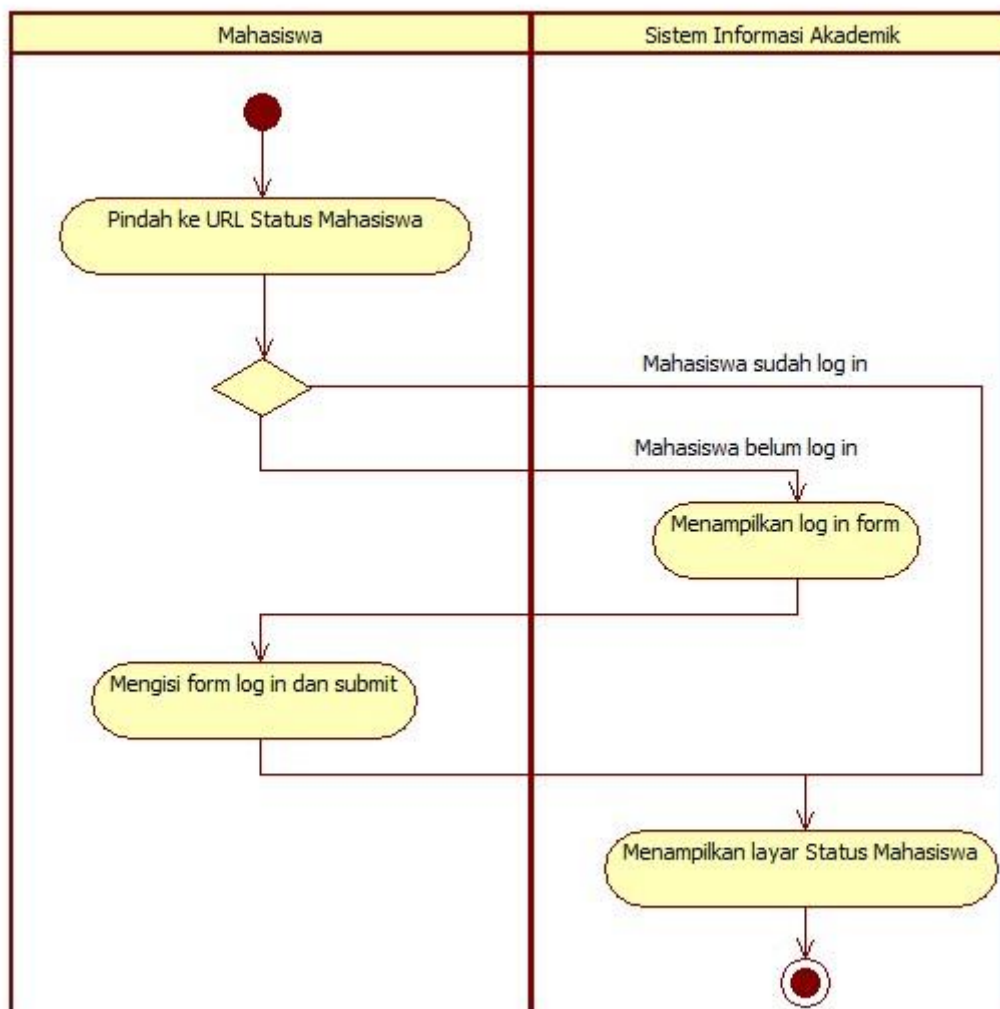 Mahasiswa
Sistem Informasi Akademik
Pindah ke URL Status Mahasiswa
Mahasiswa sudah log in
Mahasiswa belum log in
Menampilkan log in form
Mengisi form log in dan submit
Menampilkan layar Status Mahasiswa